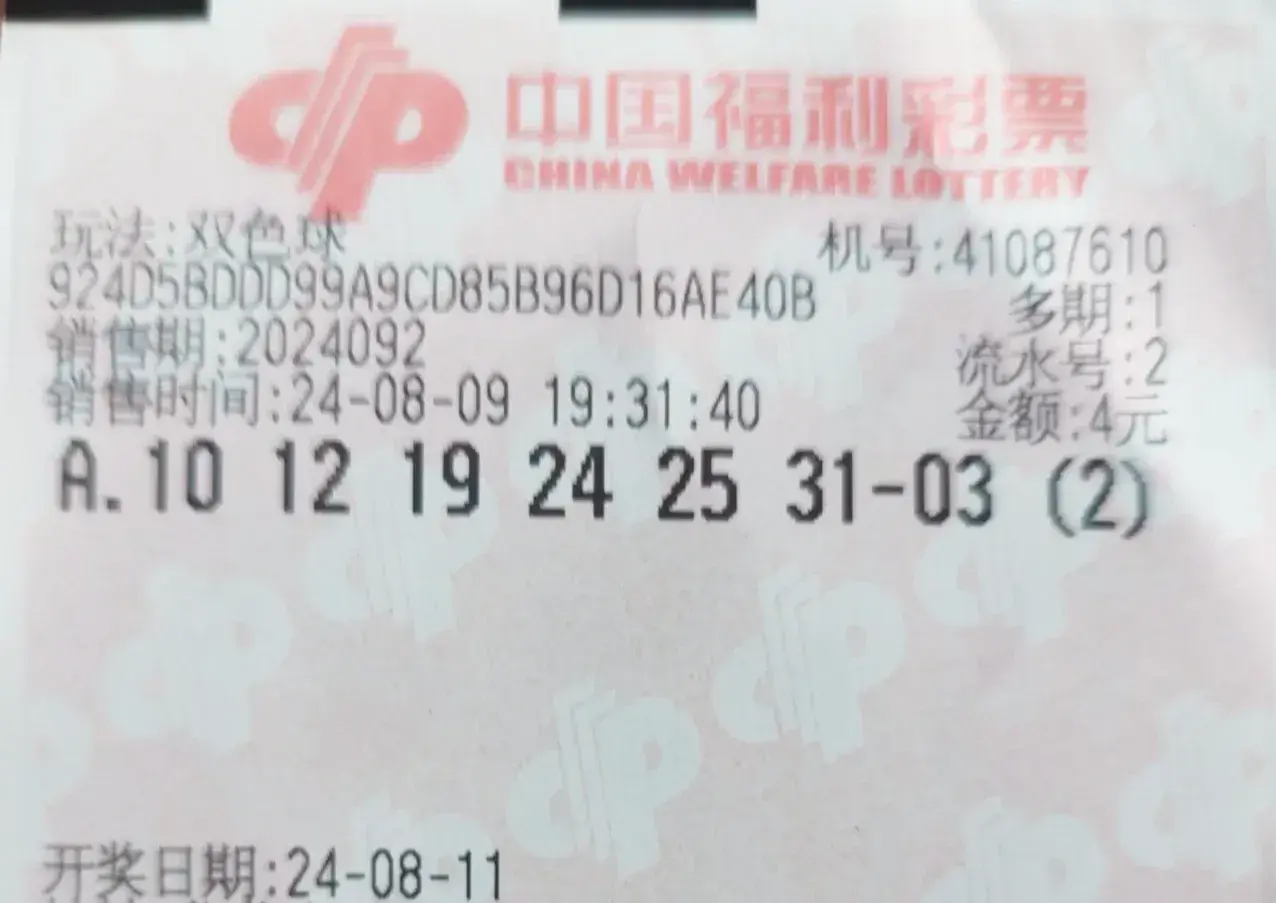 中国福利彩票
CHINA WELFARE LOTTERY
玩法:双色球
机号:41087610
924D5BDDD99A9CD85B96D16AE40B
多期:1
销售期:2024092
流水号:2
销售时间:24-08-09 19:31:40
金额:4元
A.10 12 19 24 25 31-03 (2)
开奖日期:24-08-11